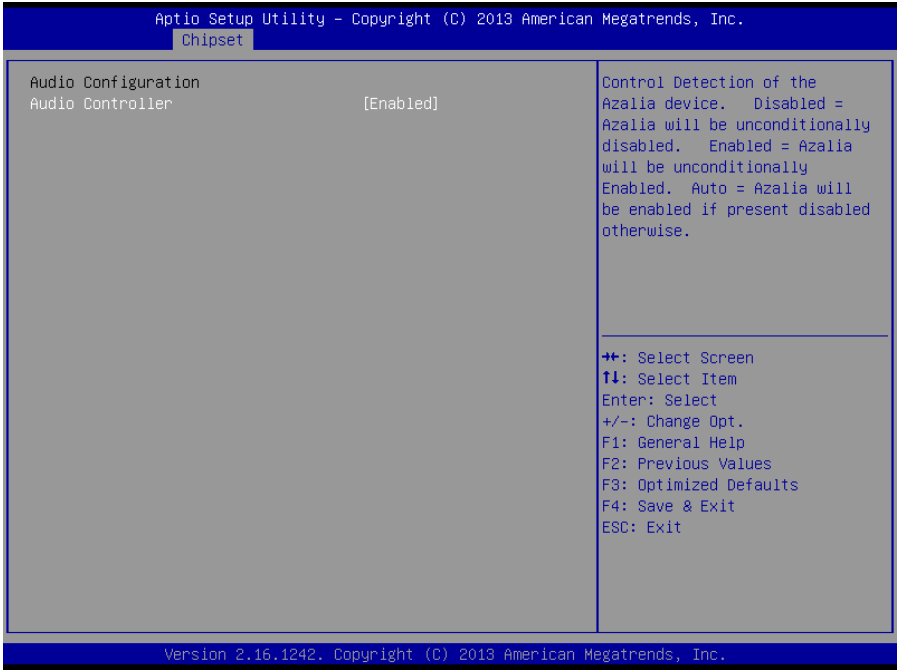 Aptio Setup Utility – Copyright (C) 2013 American Megatrends, Inc.
Chipset
Audio Configuration
Audio Controller [Enabled]
Control Detection of the
Azalia device. Disabled =
Azalia will be unconditionally
disabled. Enabled = Azalia
will be unconditionally
Enabled. Auto = Azalia will
be enabled if present disabled
otherwise.
→←: Select Screen
↑↓: Select Item
Enter: Select
+/-: Change Opt.
F1: General Help
F2: Previous Values
F3: Optimized Defaults
F4: Save & Exit
ESC: Exit
Version 2.16.1242. Copyright (C) 2013 American Megatrends, Inc.